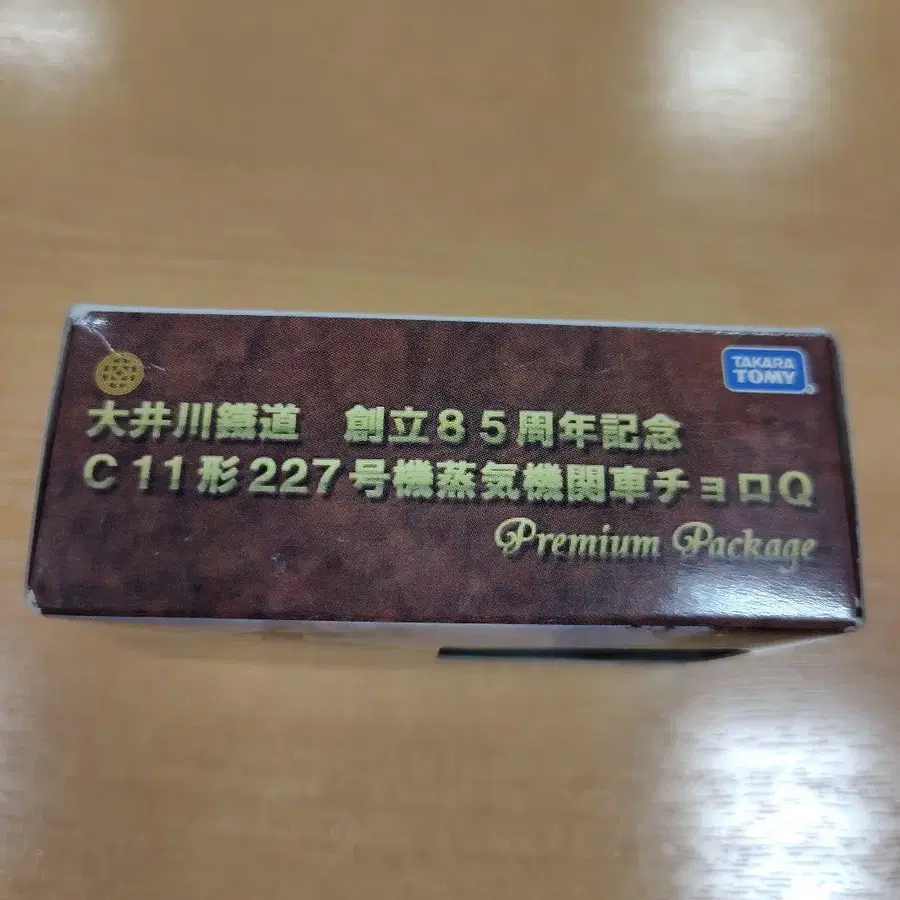 TAKARA
TOMY
大井川鐵道 創立85周年記念
C11形227号機蒸気機関車チョロQ
Premium Package